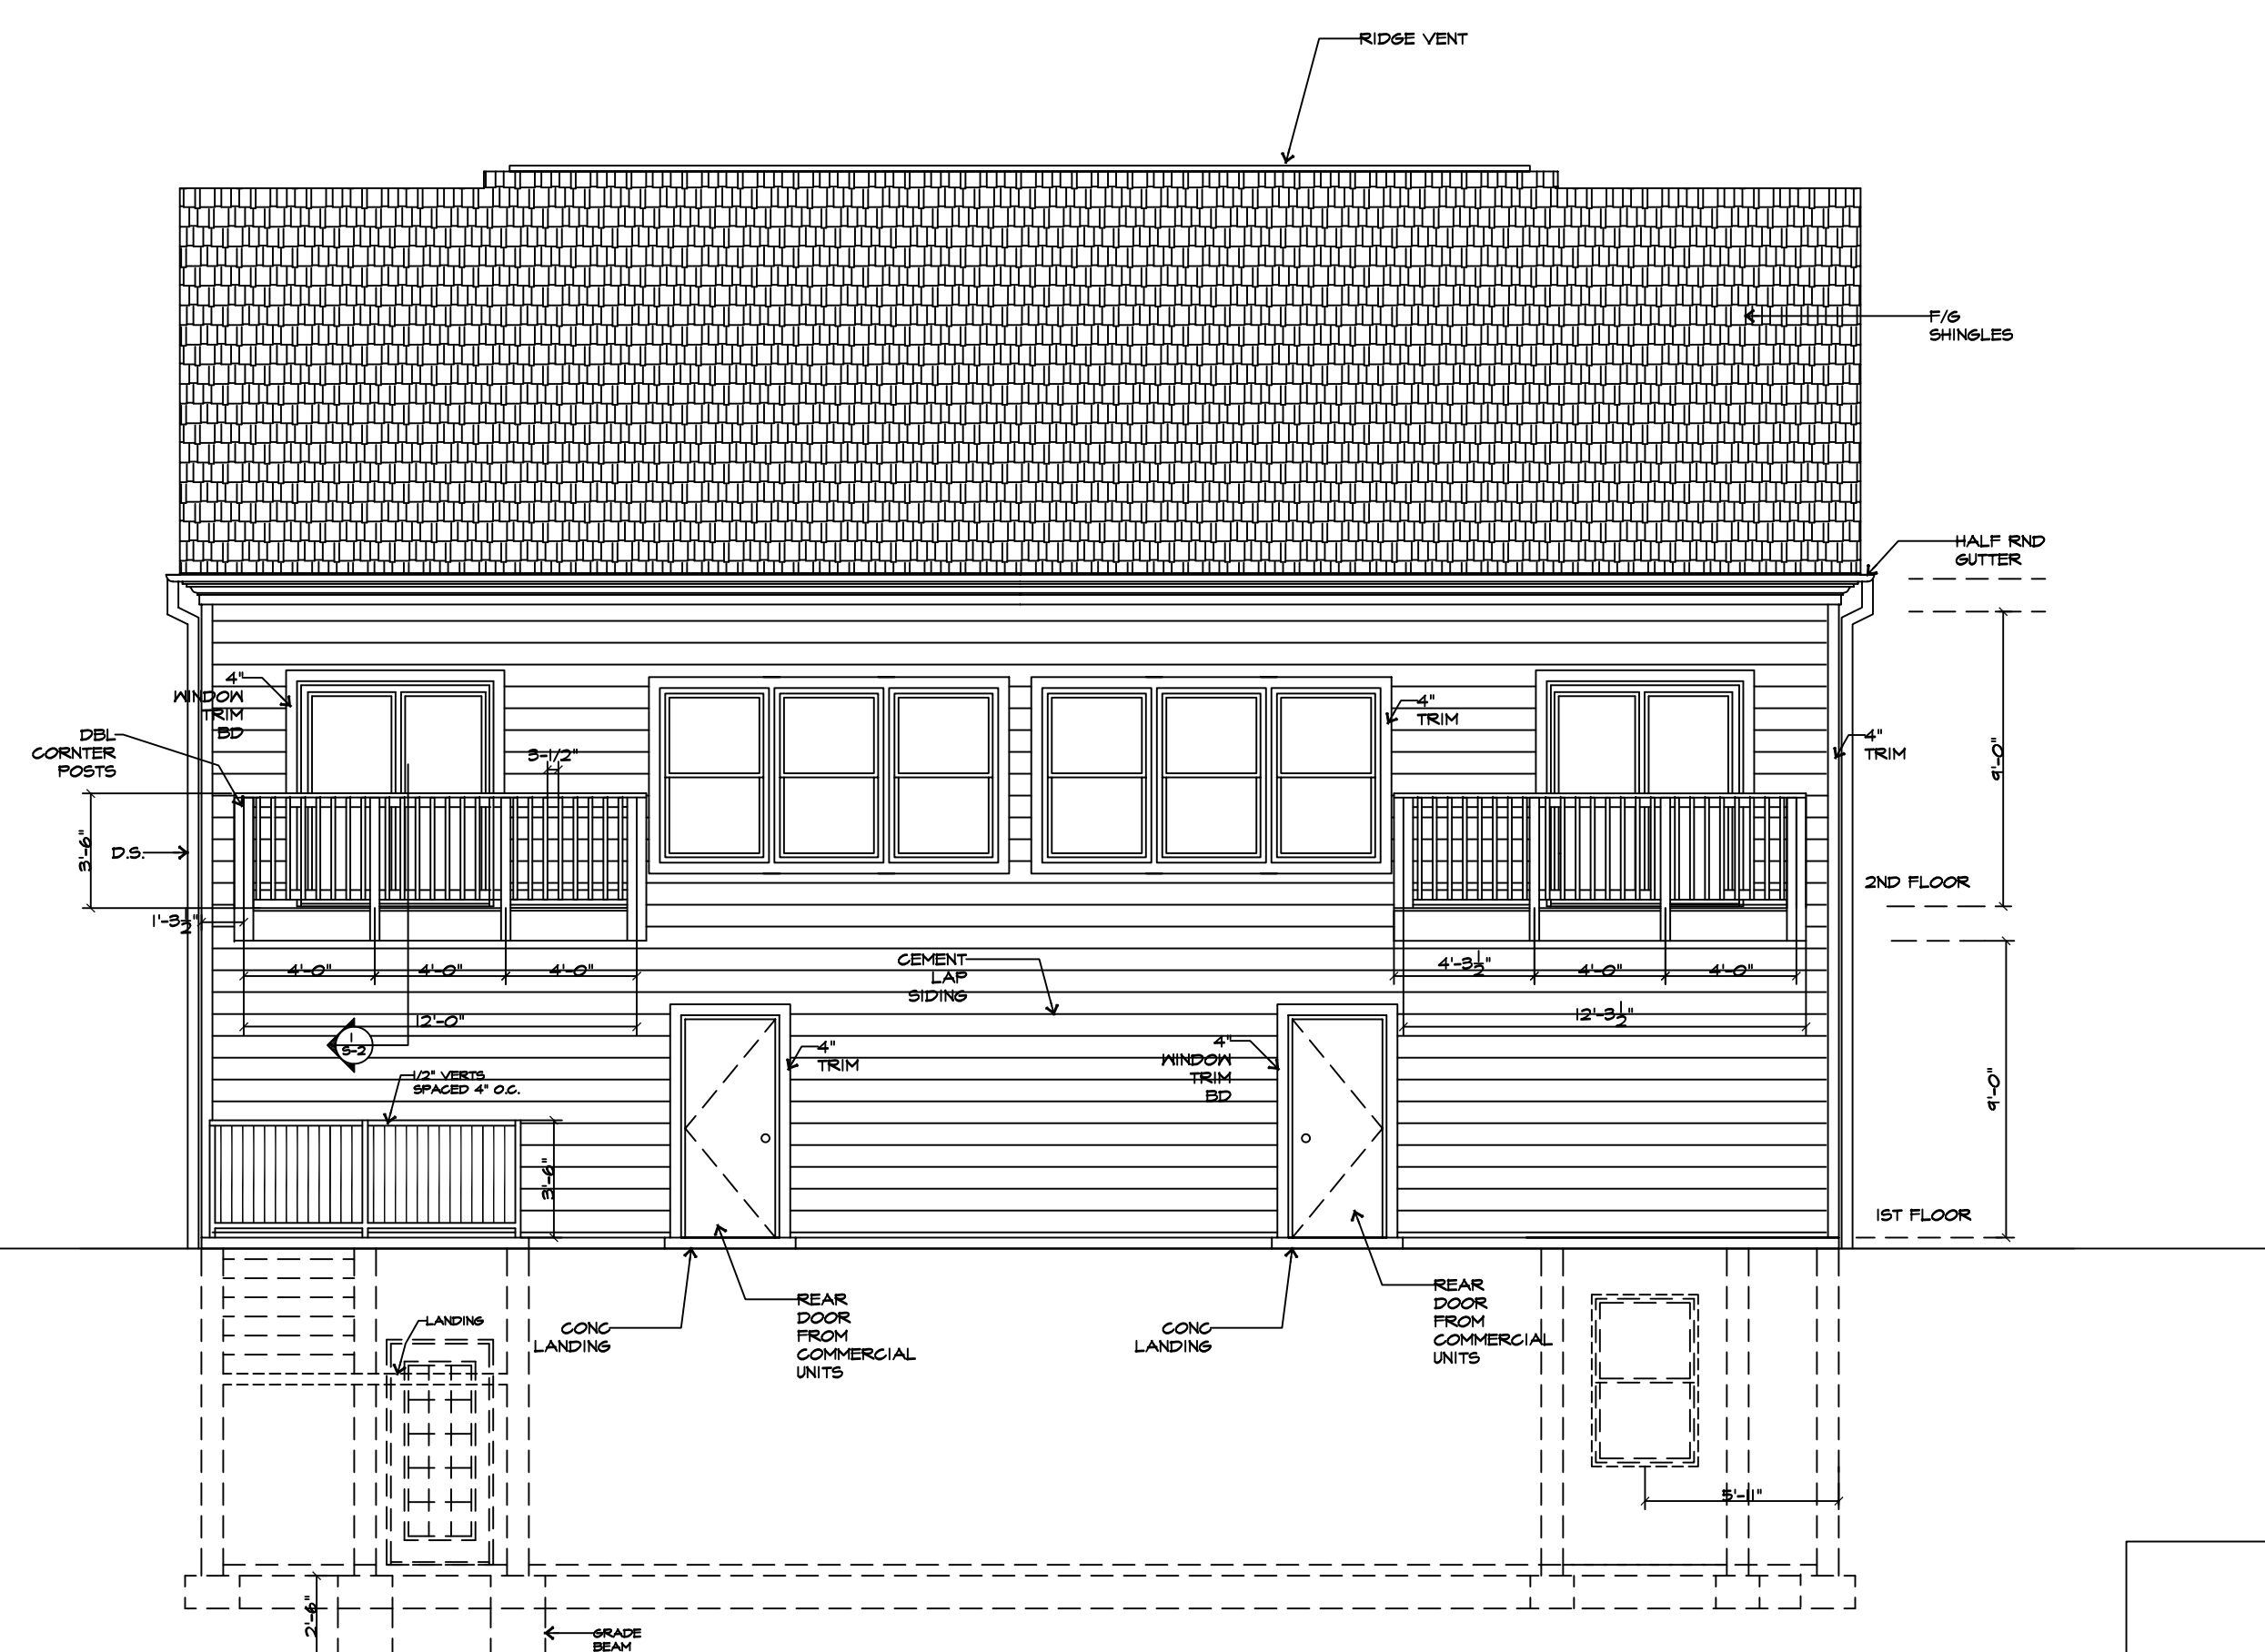 RIDGE VENT
F/G
SHINGLES
HALF RND
GUTTER
4"
WINDOW
TRIM
BD
DBL
CORNTER
POSTS
3-1/2"
4"
TRIM
4"
TRIM
9'-0"
3'-6"
D.S.
2ND FLOOR
1'-3 1/2"
4'-0"
4'-0"
4'-0"
CEMENT
LAP
SIDING
4'-3 1/2"
4'-0"
4'-0"
12'-0"
12'-3 1/2"
1
S-2
4"
TRIM
4"
WINDOW
TRIM
BD
1/2" VERTS
SPACED 4" O.C.
9'-0"
3'-6"
1ST FLOOR
LANDING
CONC
LANDING
REAR
DOOR
FROM
COMMERCIAL
UNITS
CONC
LANDING
REAR
DOOR
FROM
COMMERCIAL
UNITS
5'-11"
2'-6"
GRADE
BEAM